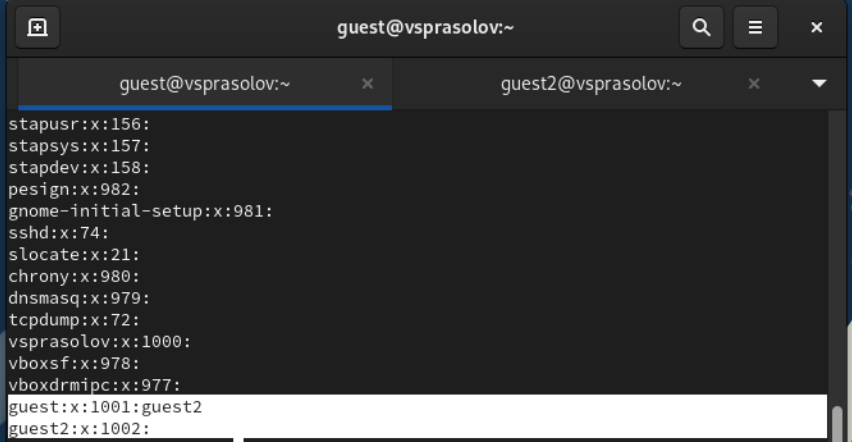 guest@vsprasolov:~
guest@vsprasolov:~
guest2@vsprasolov:~
stapusr:x:156:
stapsys:x:157:
stapdev:x:158:
pesign:x:982:
gnome-initial-setup:x:981:
sshd:x:74:
slocate:x:21:
chrony:x:980:
dnsmasq:x:979:
tcpdump:x:72:
vsprasolov:x:1000:
vboxsf:x:978:
vboxdrmipc:x:977:
guest:x:1001:guest2
guest2:x:1002: